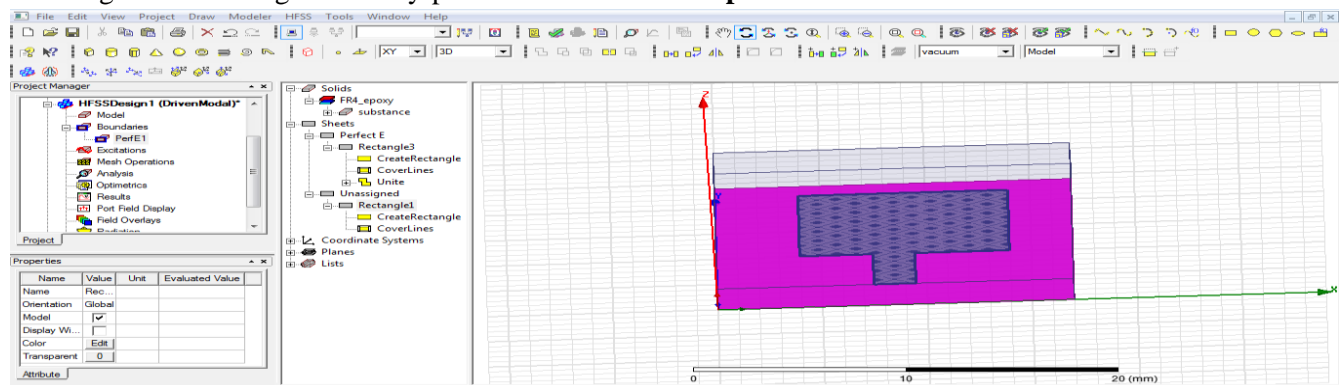 File Edit View Project Draw Modeler HFSS Tools Window Help
XY 3D vacuum Model
Project Manager
HFSSDesign1 (DrivenModal)*
Model
Boundaries
PerfE1
Excitations
Mesh Operations
Analysis
Optimetrics
Results
Port Field Display
Field Overlays
Radiation
Project
Properties
Name Value Unit Evaluated Value
Name Rec...
Orientation Global
Model
Display Wi...
Color Edit
Transparent 0
Attribute
Solids
FR4_epoxy
substance
Sheets
Perfect E
Rectangle3
CreateRectangle
CoverLines
Unite
Unassigned
Rectangle1
CreateRectangle
CoverLines
Coordinate Systems
Planes
Lists
Z
Y
X
0 10 20 (mm)